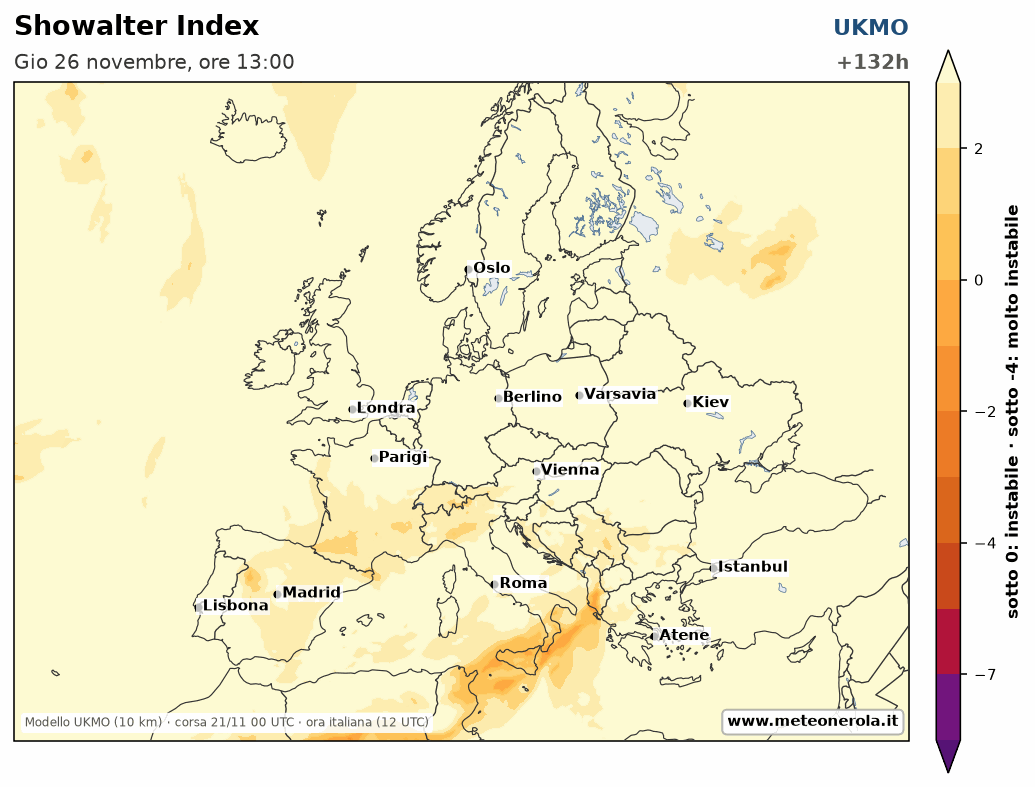 Showalter Index
UKMO
Gio 26 novembre, ore 13:00
+132h
Oslo
Berlino
Varsavia
Londra
Kiev
Parigi
Vienna
Istanbul
Roma
Madrid
Lisbona
Atene
Modello UKMO (10 km) · corsa 21/11 00 UTC · ora italiana (12 UTC)
www.meteonerola.it
2
0
−2
−4
−7
sotto 0: instabile · sotto -4: molto instabile